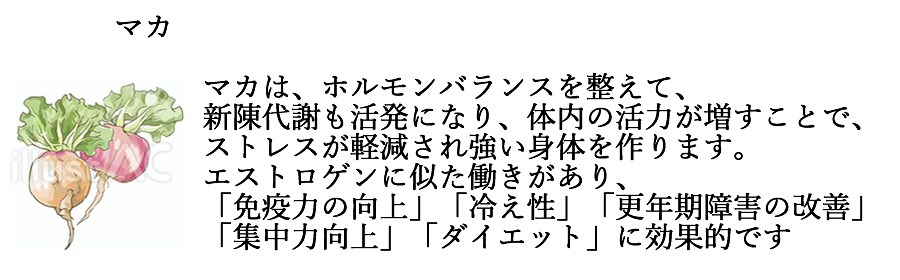 マカ
マカは、ホルモンバランスを整えて、
新陳代謝も活発になり、体内の活力が増すことで、
ストレスが軽減され強い身体を作ります。
エストロゲンに似た働きがあり、
「免疫力の向上」「冷え性」「更年期障害の改善」
「集中力向上」「ダイエット」に効果的です
illustAC